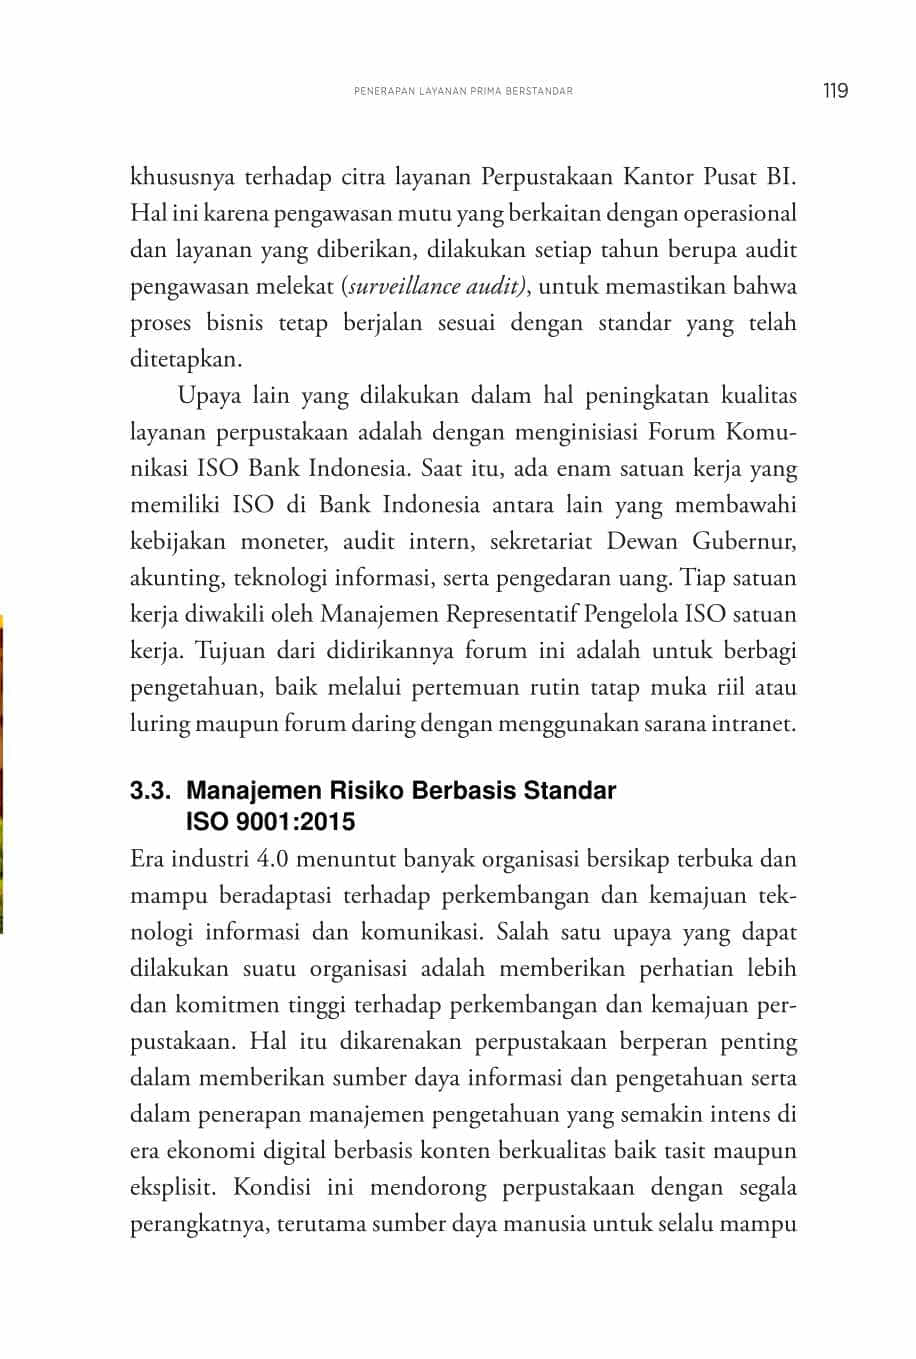 PENERAPAN LAYANAN PRIMA BERSTANDAR 119
khususnya terhadap citra layanan Perpustakaan Kantor Pusat BI.
Hal ini karena pengawasan mutu yang berkaitan dengan operasional
dan layanan yang diberikan, dilakukan setiap tahun berupa audit
pengawasan melekat (surveillance audit), untuk memastikan bahwa
proses bisnis tetap berjalan sesuai dengan standar yang telah
ditetapkan.
Upaya lain yang dilakukan dalam hal peningkatan kualitas
layanan perpustakaan adalah dengan menginisiasi Forum Komu-
nikasi ISO Bank Indonesia. Saat itu, ada enam satuan kerja yang
memiliki ISO di Bank Indonesia antara lain yang membawahi
kebijakan moneter, audit intern, sekretariat Dewan Gubernur,
akunting, teknologi informasi, serta pengedaran uang. Tiap satuan
kerja diwakili oleh Manajemen Representatif Pengelola ISO satuan
kerja. Tujuan dari didirikannya forum ini adalah untuk berbagi
pengetahuan, baik melalui pertemuan rutin tatap muka riil atau
luring maupun forum daring dengan menggunakan sarana intranet.
3.3. Manajemen Risiko Berbasis Standar
ISO 9001:2015
Era industri 4.0 menuntut banyak organisasi bersikap terbuka dan
mampu beradaptasi terhadap perkembangan dan kemajuan tek-
nologi informasi dan komunikasi. Salah satu upaya yang dapat
dilakukan suatu organisasi adalah memberikan perhatian lebih
dan komitmen tinggi terhadap perkembangan dan kemajuan per-
pustakaan. Hal itu dikarenakan perpustakaan berperan penting
dalam memberikan sumber daya informasi dan pengetahuan serta
dalam penerapan manajemen pengetahuan yang semakin intens di
era ekonomi digital berbasis konten berkualitas baik tasit maupun
eksplisit. Kondisi ini mendorong perpustakaan dengan segala
perangkatnya, terutama sumber daya manusia untuk selalu mampu